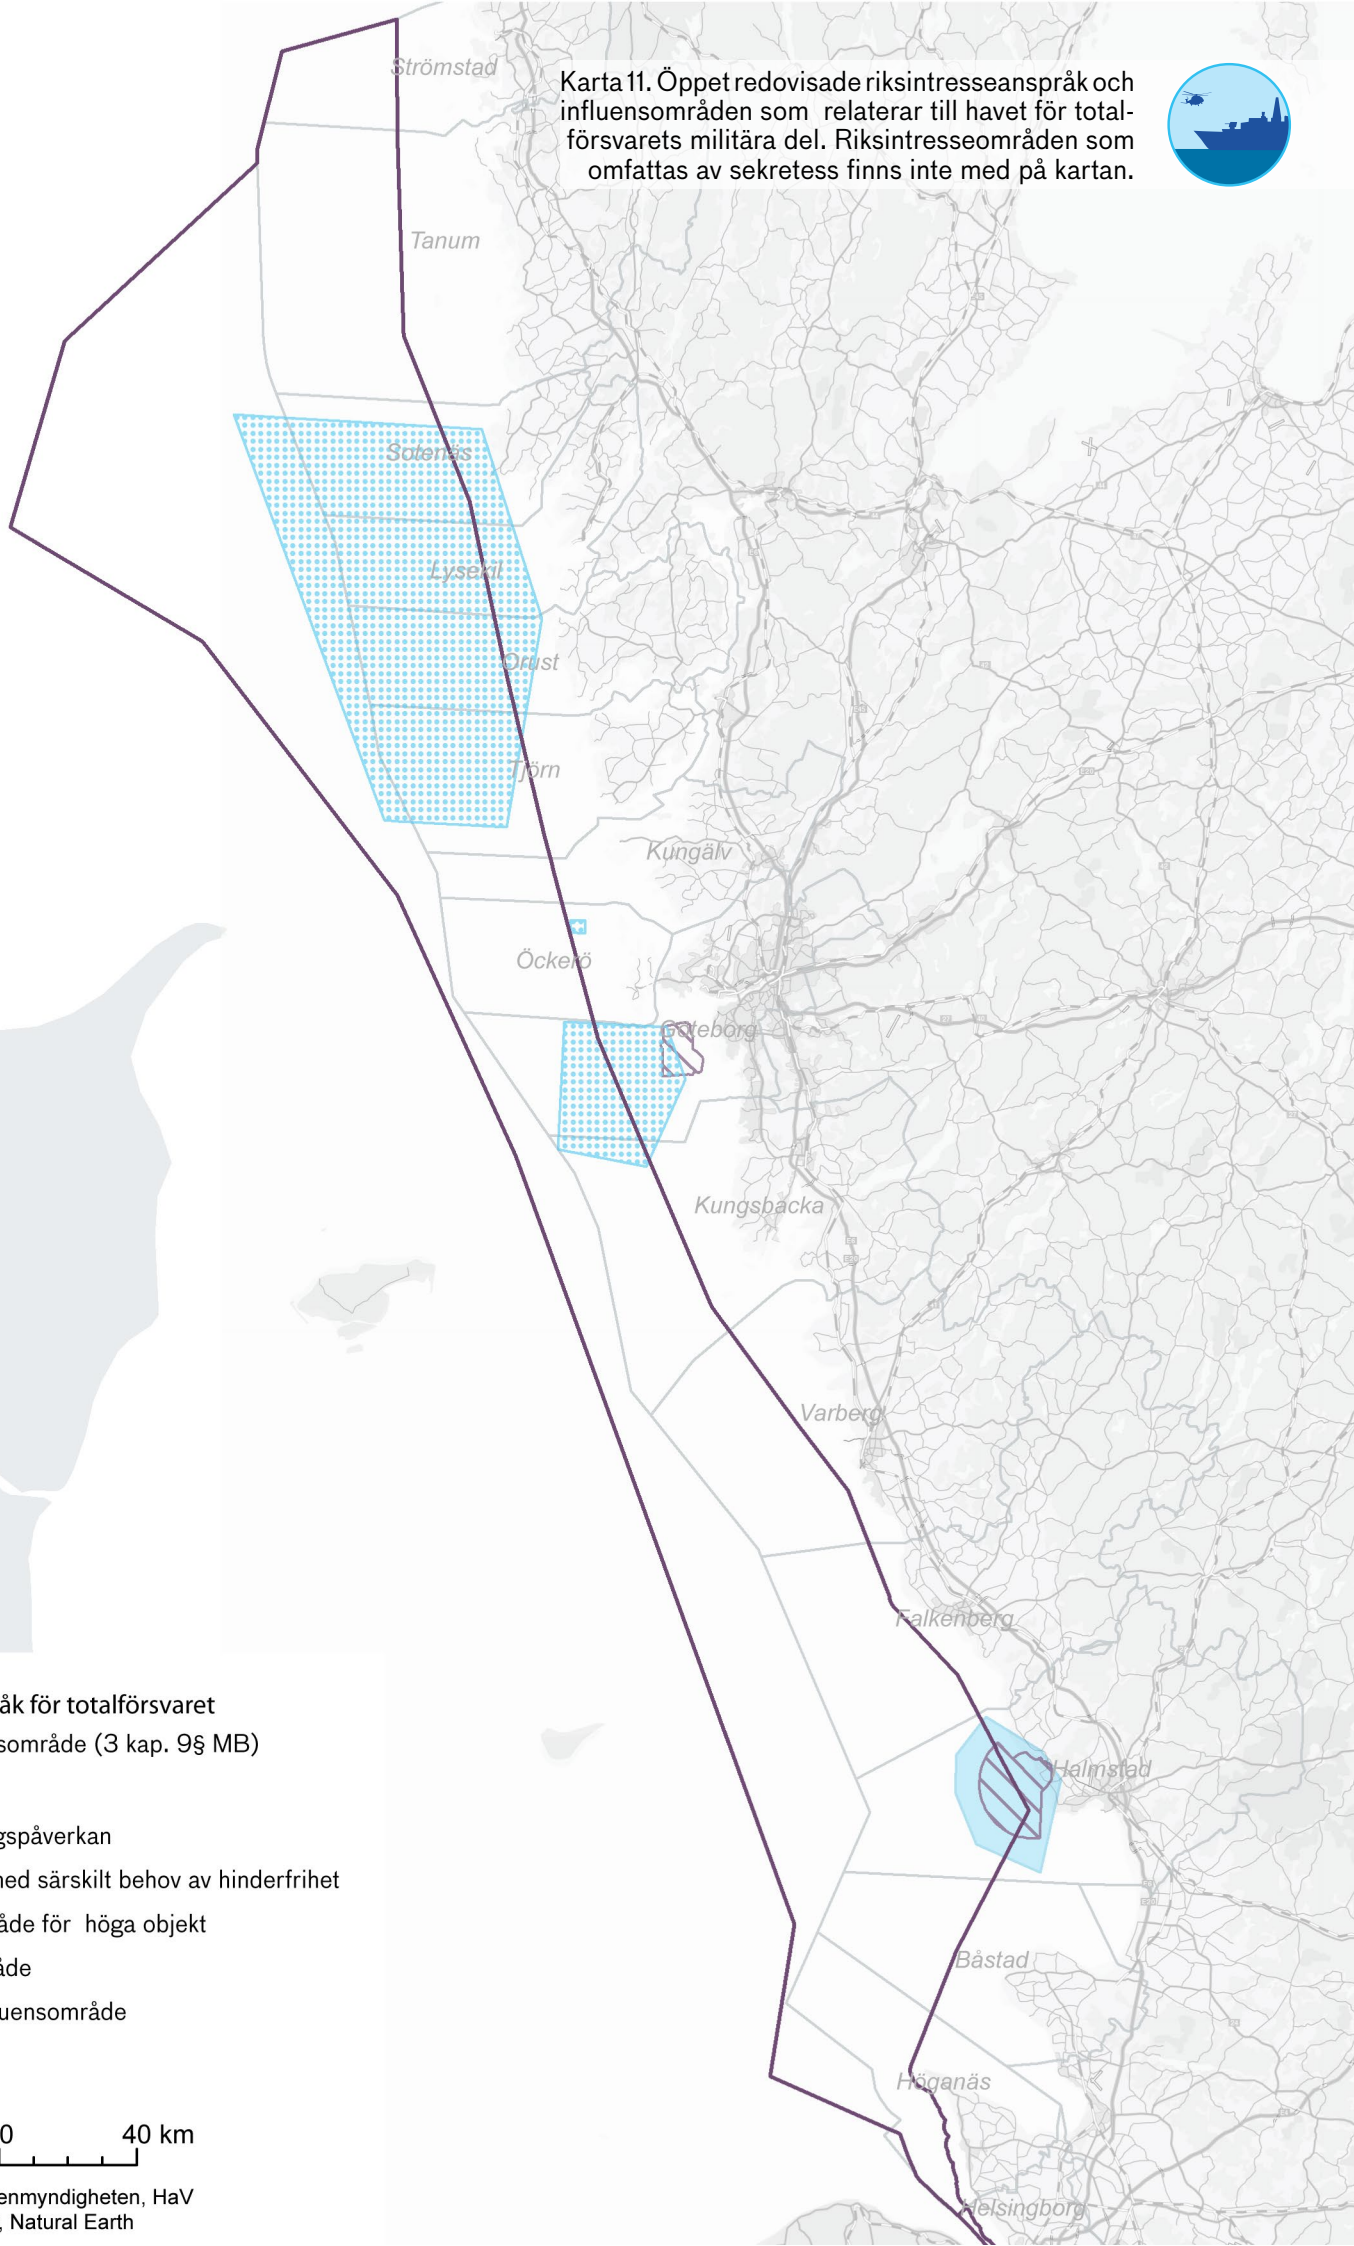 Karta 11. Öppet redovisade riksintresseanspråk och
influensområden som relaterar till havet för total-
försvarets militära del. Riksintresseområden som
omfattas av sekretess finns inte med på kartan.
Strömstad
Tanum
Sotenäs
Lysekil
Orust
Tjörn
Kungälv
Öckerö
Göteborg
Kungsbacka
Varberg
Falkenberg
Halmstad
Båstad
Höganäs
Helsingborg
åk för totalförsvaret
sområde (3 kap. 9§ MB)
gspåverkan
ned särskilt behov av hinderfrihet
åde för höga objekt
åde
uensområde
0 40 km
enmyndigheten, HaV
, Natural Earth